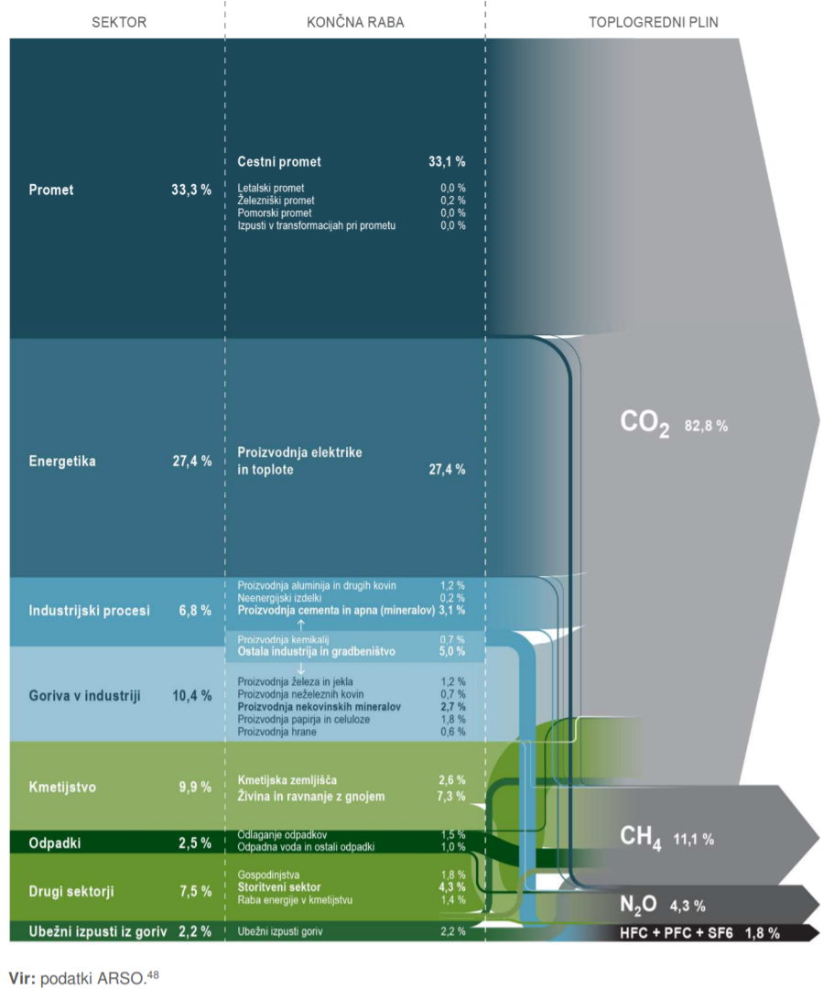 SEKTOR KONČNA RABA TOPLOGREDNI PLIN
Promet 33,3 %
Cestni promet 33,1 %
Letalski promet 0,0 %
Železniški promet 0,2 %
Pomorski promet 0,0 %
Izpusti v transformacijah pri prometu 0,0 %
Energetika 27,4 %
Proizvodnja elektrike
in toplote 27,4 %
Industrijski procesi 6,8 %
Proizvodnja aluminija in drugih kovin 1,2 %
Neenergijski izdelki 0,2 %
Proizvodnja cementa in apna (mineralov) 3,1 %
↑
Proizvodnja kemikalij 0,7 %
Ostala industrija in gradbeništvo 5,0 %
↓
Goriva v industriji 10,4 %
Proizvodnja železa in jekla 1,2 %
Proizvodnja neželeznih kovin 0,7 %
Proizvodnja nekovinskih mineralov 2,7 %
Proizvodnja papirja in celuloze 1,8 %
Proizvodnja hrane 0,6 %
Kmetijstvo 9,9 %
Kmetijska zemljišča 2,6 %
Živina in ravnanje z gnojem 7,3 %
Odpadki 2,5 %
Odlaganje odpadkov 1,5 %
Odpadna voda in ostali odpadki 1,0 %
Drugi sektorji 7,5 %
Gospodinjstva 1,8 %
Storitveni sektor 4,3 %
Raba energije v kmetijstvu 1,4 %
Ubežni izpusti iz goriv 2,2 %
Ubežni izpusti goriv 2,2 %
CO₂ 82,8 %
CH₄ 11,1 %
N₂O 4,3 %
HFC + PFC + SF6 1,8 %
Vir: podatki ARSO.⁴⁸